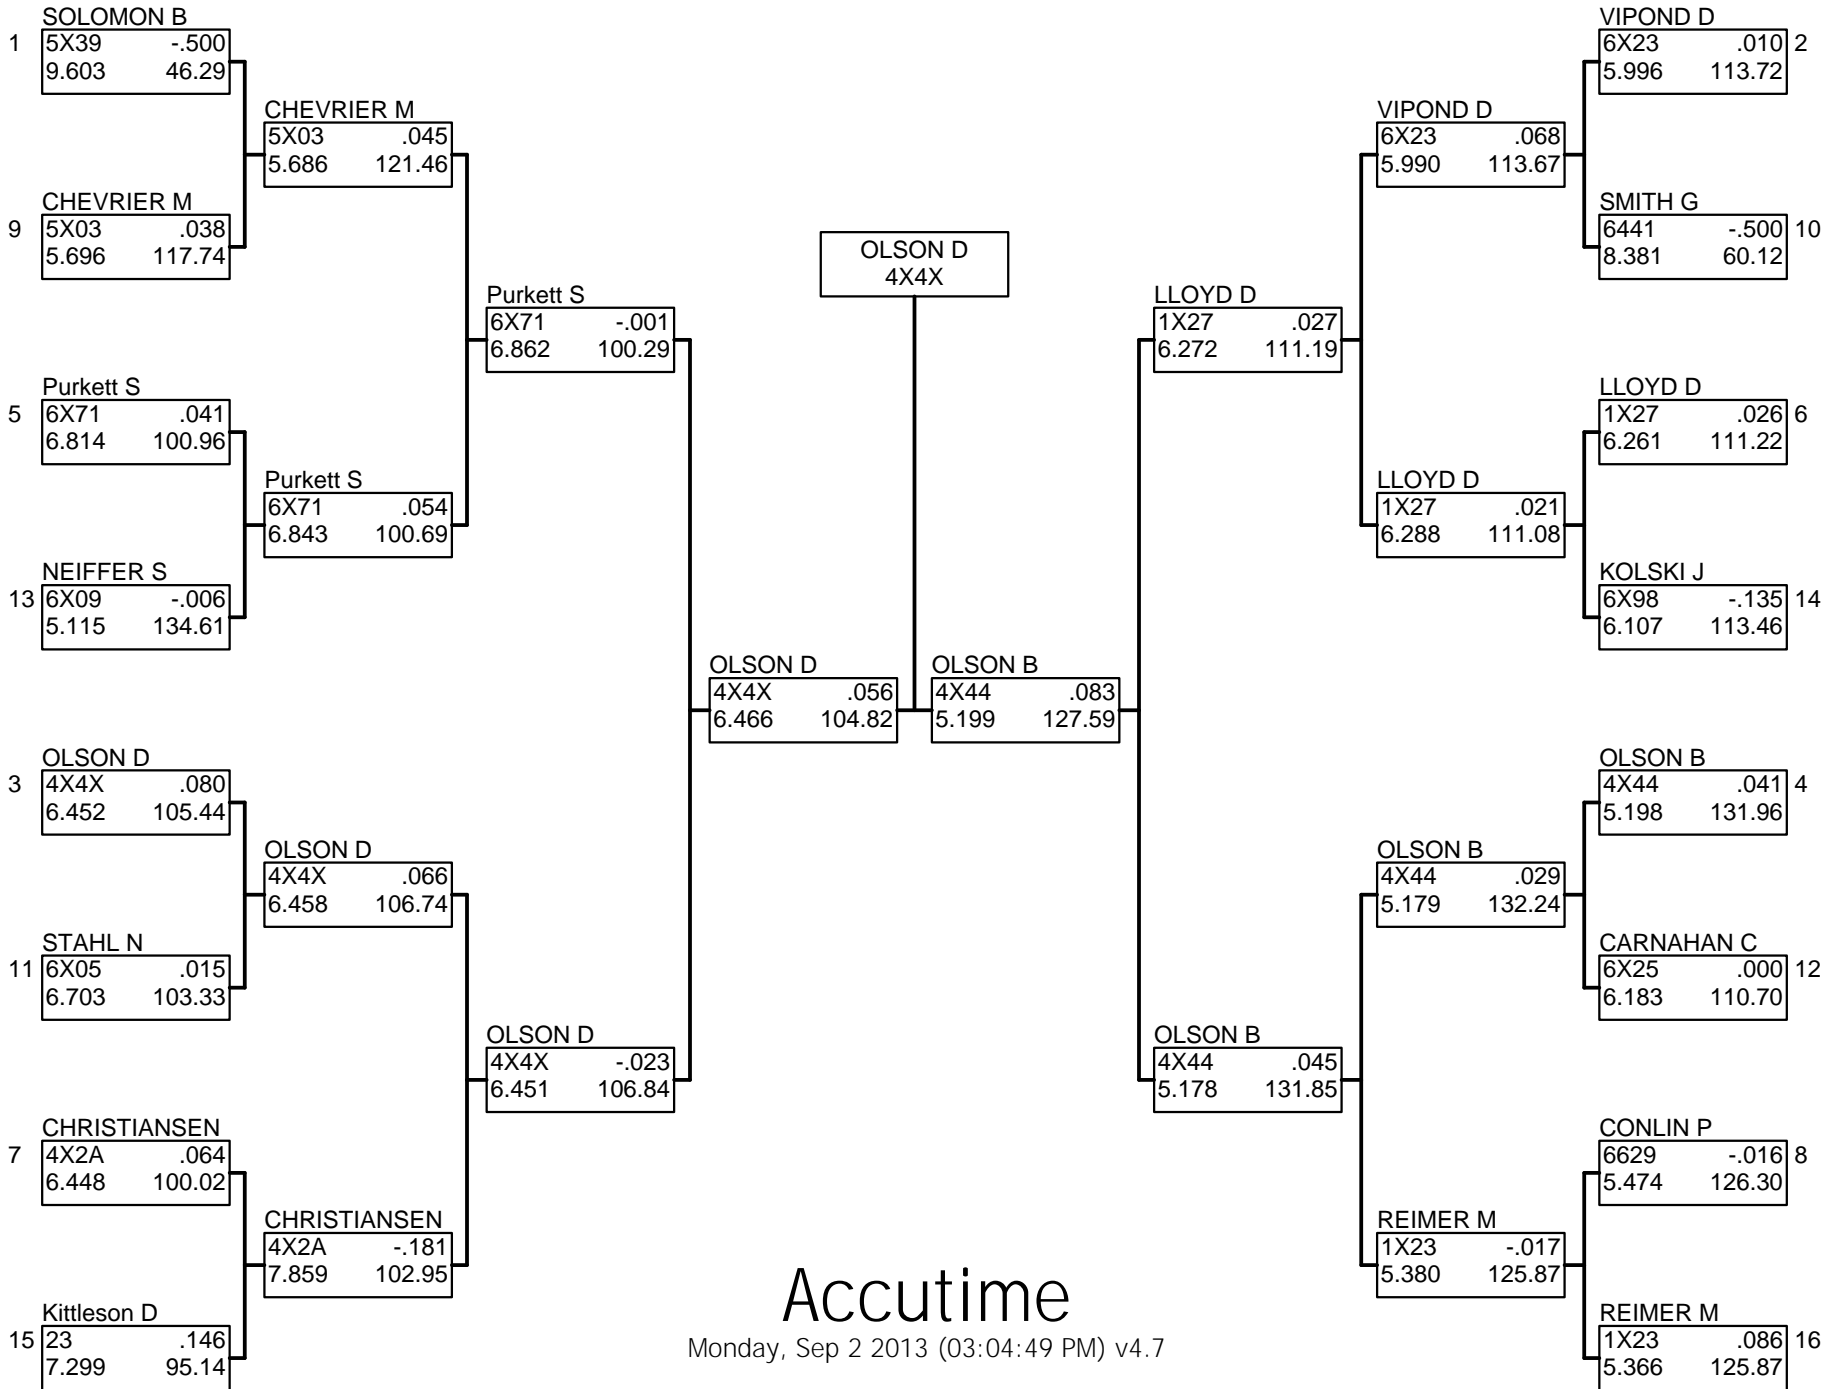 SOLOMON B
1 5X39 -.500
9.603 46.29
CHEVRIER M
9 5X03 .038
5.696 117.74
Purkett S
5 6X71 .041
6.814 100.96
NEIFFER S
13 6X09 -.006
5.115 134.61
OLSON D
3 4X4X .080
6.452 105.44
STAHL N
11 6X05 .015
6.703 103.33
CHRISTIANSEN
7 4X2A .064
6.448 100.02
Kittleson D
15 23 .146
7.299 95.14
CHEVRIER M
5X03 .045
5.686 121.46
Purkett S
6X71 .054
6.843 100.69
OLSON D
4X4X .066
6.458 106.74
CHRISTIANSEN
4X2A -.181
7.859 102.95
Purkett S
6X71 -.001
6.862 100.29
OLSON D
4X4X -.023
6.451 106.84
OLSON D
4X4X .056
6.466 104.82
OLSON D
4X4X
OLSON B
4X44 .083
5.199 127.59
LLOYD D
1X27 .027
6.272 111.19
OLSON B
4X44 .045
5.178 131.85
VIPOND D
6X23 .068
5.990 113.67
LLOYD D
1X27 .021
6.288 111.08
OLSON B
4X44 .029
5.179 132.24
REIMER M
1X23 -.017
5.380 125.87
VIPOND D
6X23 .010 2
5.996 113.72
SMITH G
6441 -.500 10
8.381 60.12
LLOYD D
1X27 .026 6
6.261 111.22
KOLSKI J
6X98 -.135 14
6.107 113.46
OLSON B
4X44 .041 4
5.198 131.96
CARNAHAN C
6X25 .000 12
6.183 110.70
CONLIN P
6629 -.016 8
5.474 126.30
REIMER M
1X23 .086 16
5.366 125.87
Accutime
Monday, Sep 2 2013 (03:04:49 PM) v4.7